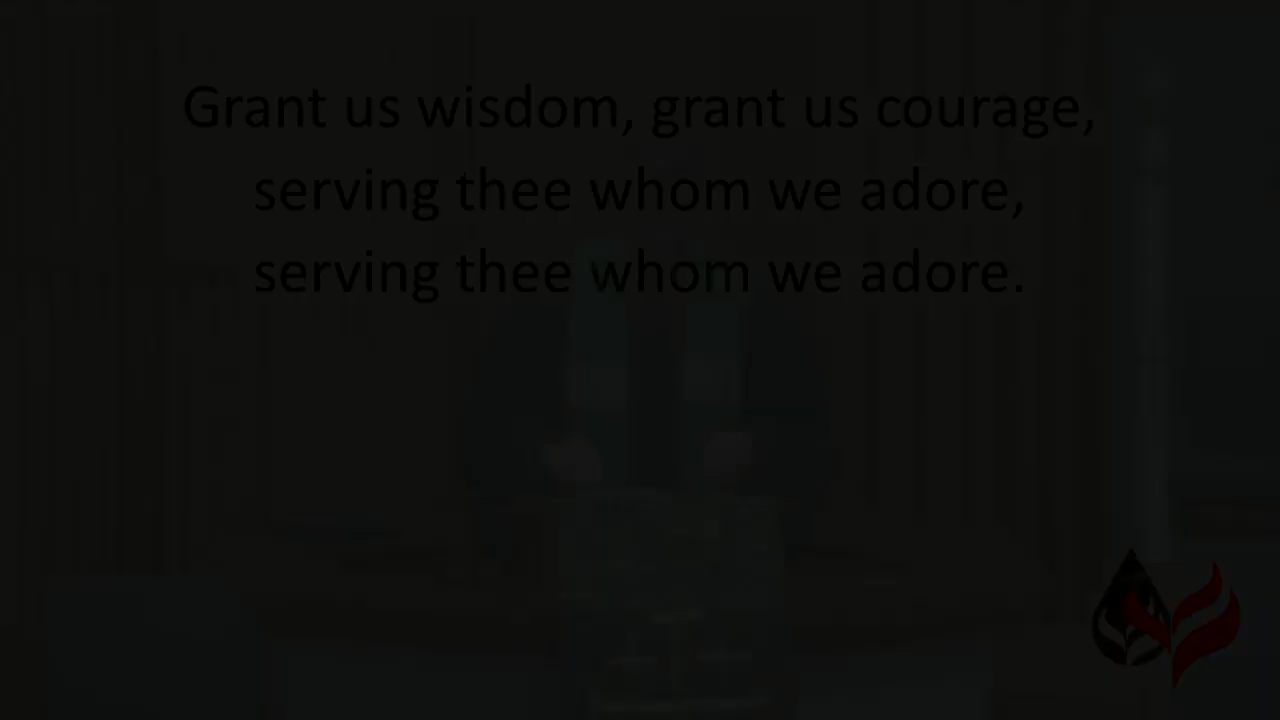 Grant us wisdom, grant us courage,
serving thee whom we adore,
serving thee whom we adore.